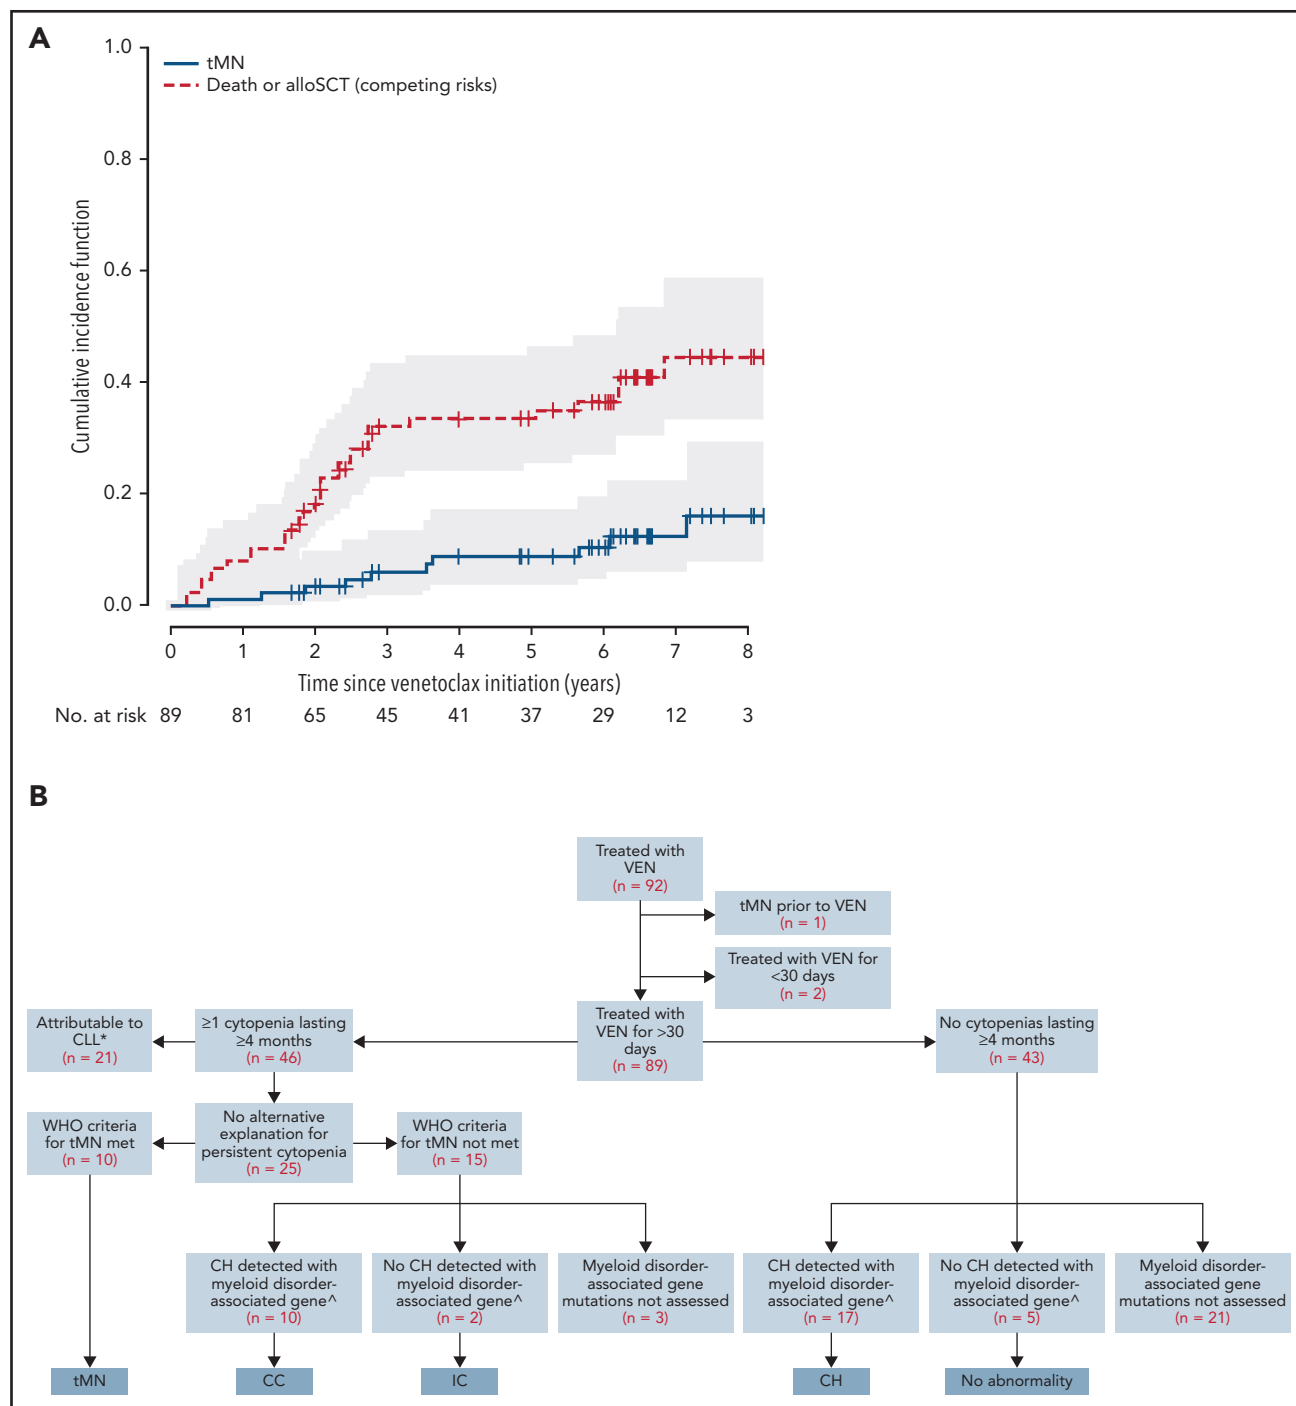 A
1.0
0.8
0.6
0.4
0.2
0.0
Cumulative incidence function
tMN
Death or alloSCT (competing risks)
0 1 2 3 4 5 6 7 8
Time since venetoclax initiation (years)
No. at risk 89 81 65 45 41 37 29 12 3
B
Treated with
VEN
(n = 92)
tMN prior to VEN
(n = 1)
Treated with VEN for
<30 days
(n = 2)
Treated with
VEN for >30
days
(n = 89)
≥1 cytopenia lasting
≥4 months
(n = 46)
Attributable to
CLL*
(n = 21)
No cytopenias lasting
≥4 months
(n = 43)
No alternative
explanation for
persistent cytopenia
(n = 25)
WHO criteria
for tMN met
(n = 10)
WHO criteria
for tMN not met
(n = 15)
CH detected with
myeloid disorder-
associated gene^
(n = 10)
No CH detected with
myeloid disorder-
associated gene^
(n = 2)
Myeloid disorder-
associated gene
mutations not assessed
(n = 3)
CH detected with
myeloid disorder-
associated gene^
(n = 17)
No CH detected with
myeloid disorder-
associated gene^
(n = 5)
Myeloid disorder-
associated gene
mutations not assessed
(n = 21)
tMN
CC
IC
CH
No abnormality